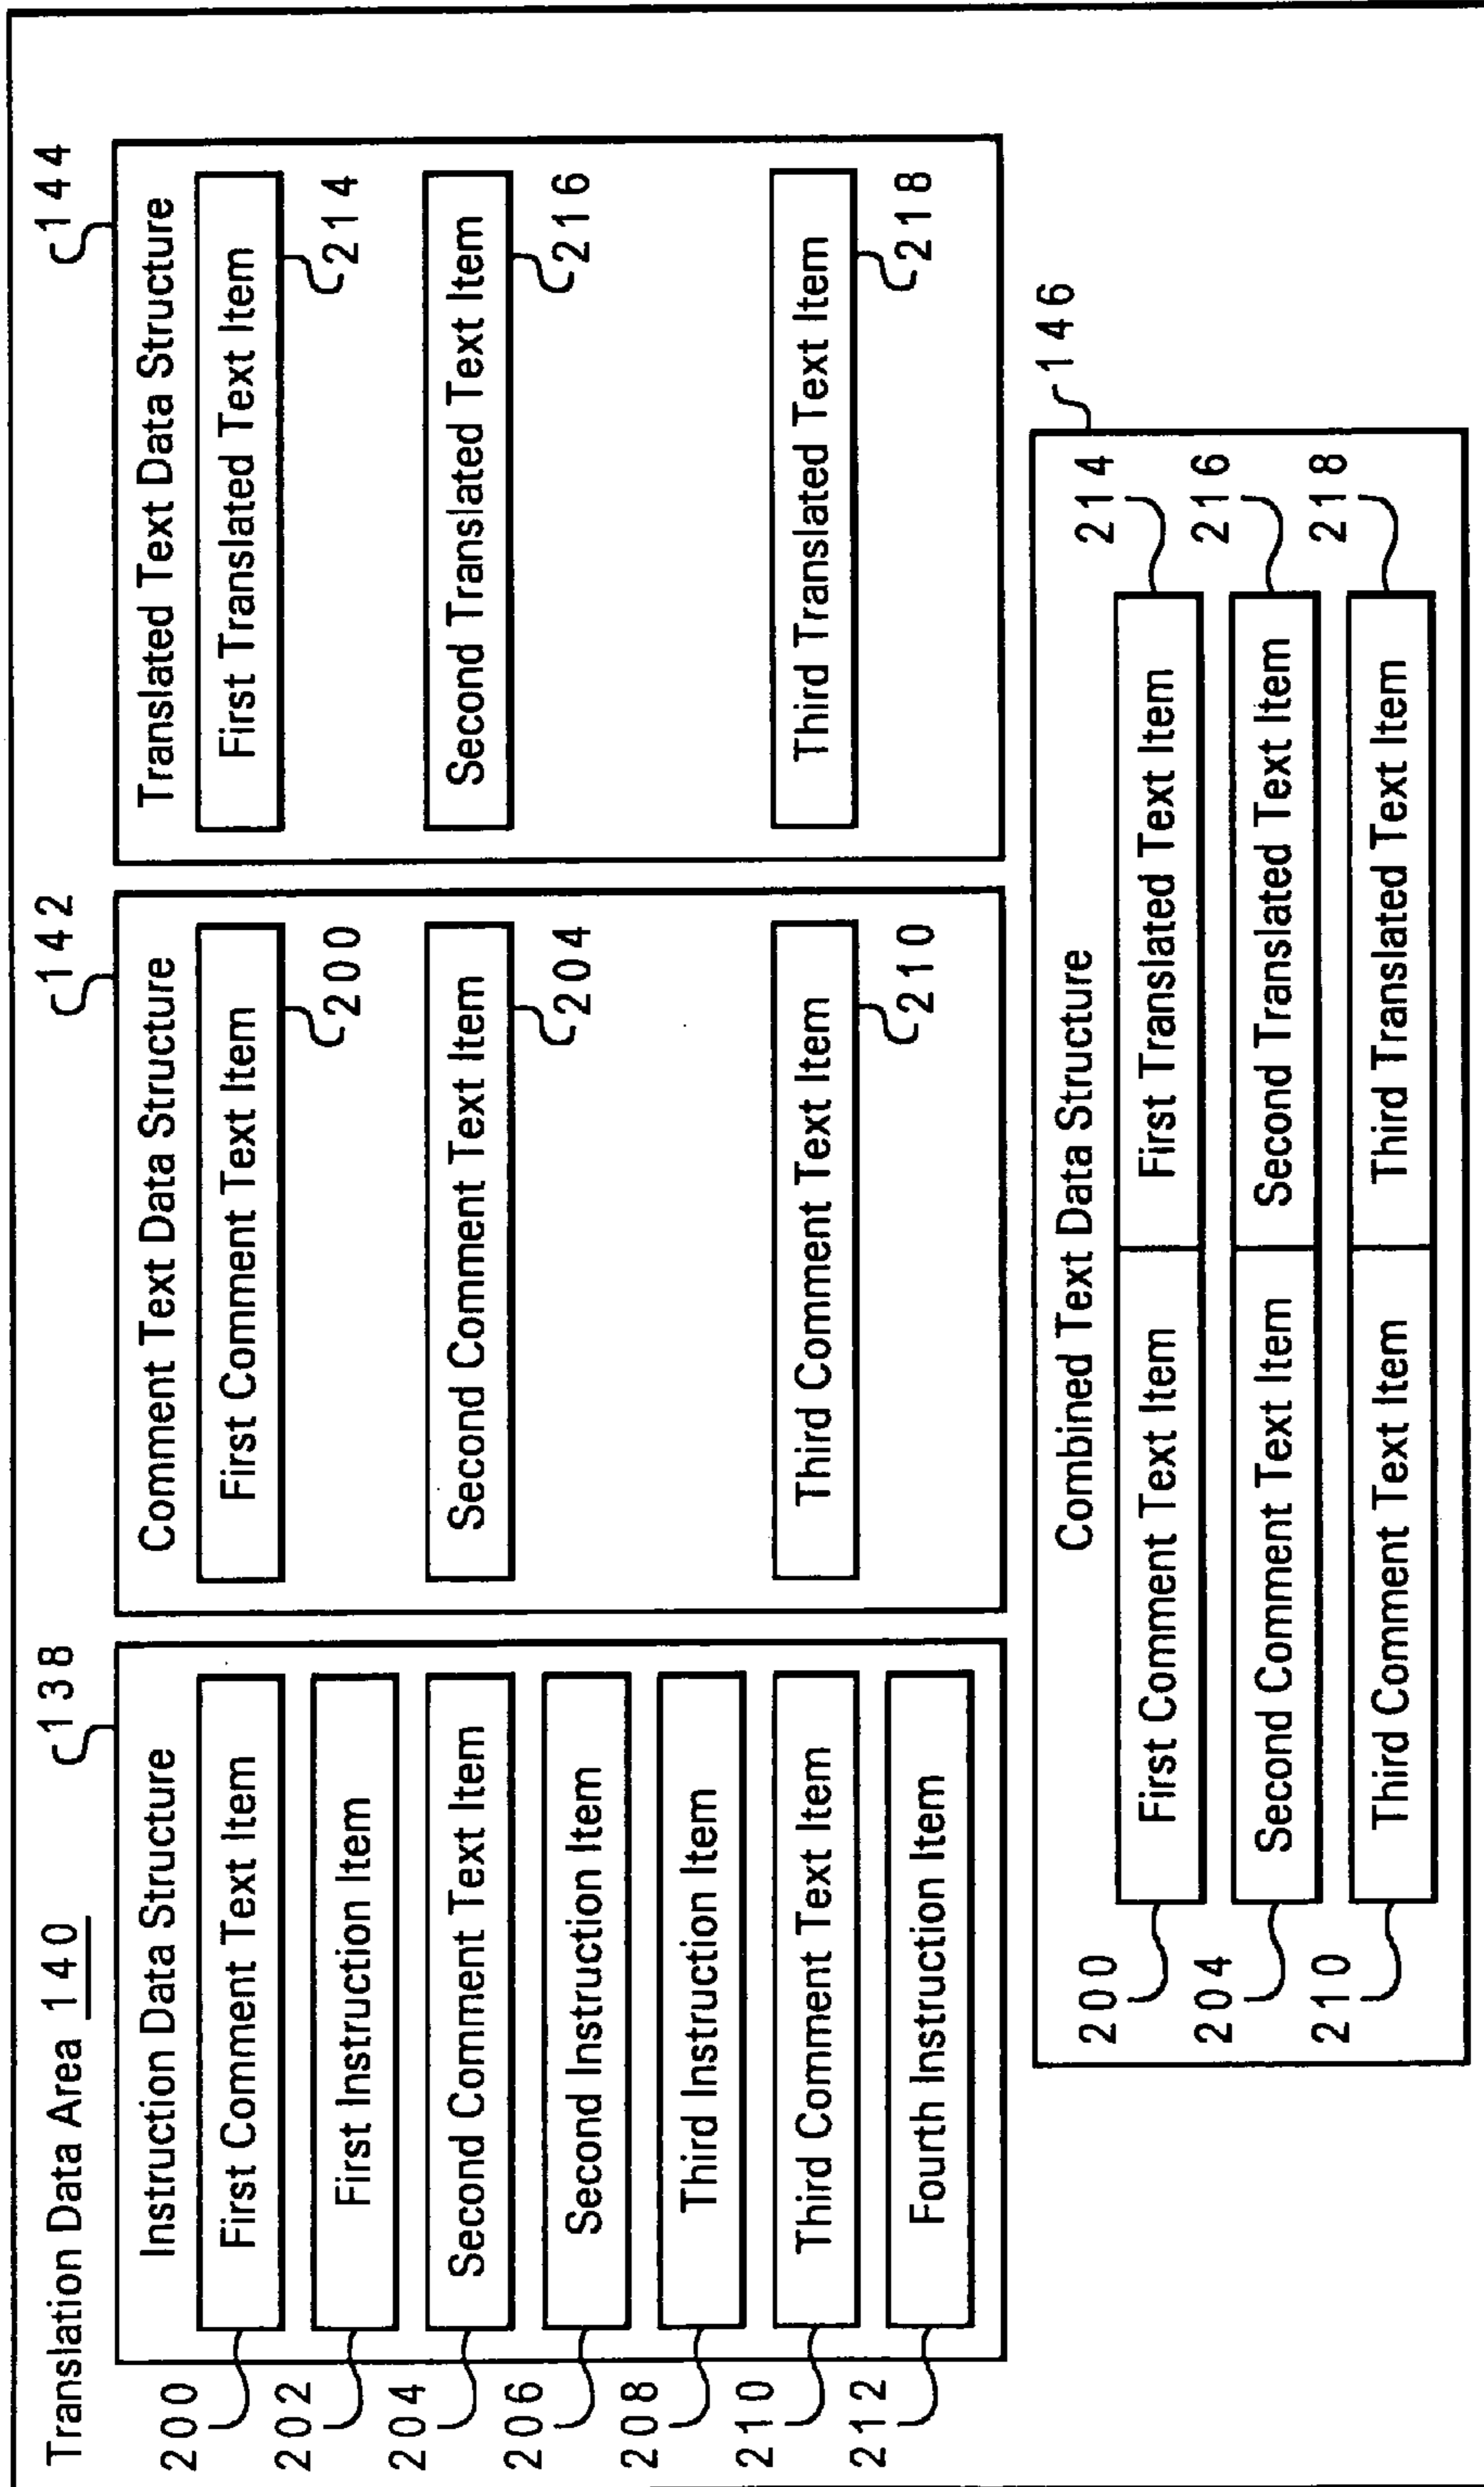 Translation Data Area 140
138
Instruction Data Structure
200
First Comment Text Item
202
First Instruction Item
204
Second Comment Text Item
206
Second Instruction Item
208
Third Instruction Item
210
Third Comment Text Item
212
Fourth Instruction Item
142
Comment Text Data Structure
First Comment Text Item
200
Second Comment Text Item
204
Third Comment Text Item
210
144
Translated Text Data Structure
First Translated Text Item
214
Second Translated Text Item
216
Third Translated Text Item
218
146
Combined Text Data Structure
200 First Comment Text Item First Translated Text Item 214
204 Second Comment Text Item Second Translated Text Item 216
210 Third Comment Text Item Third Translated Text Item 218